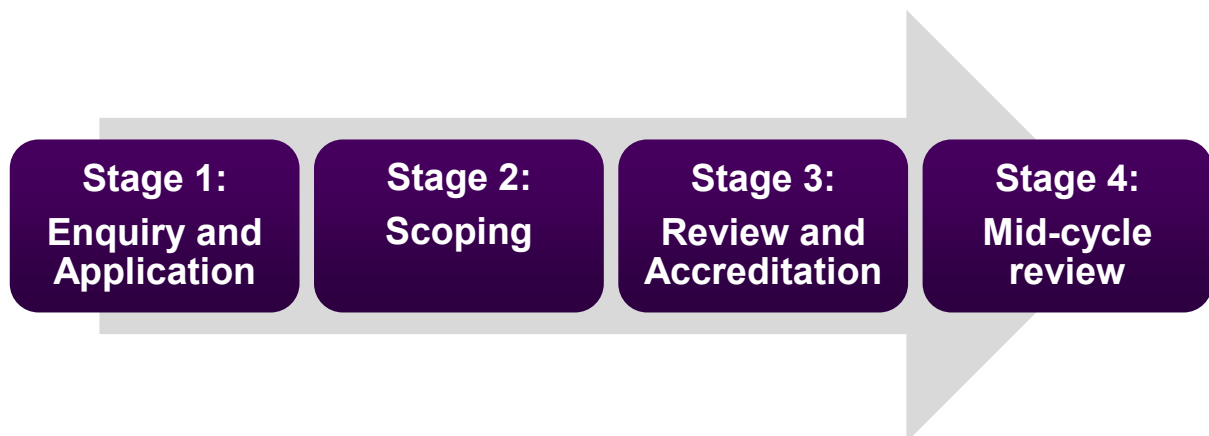 Stage 1:
Enquiry and
Application
Stage 2:
Scoping
Stage 3:
Review and
Accreditation
Stage 4:
Mid-cycle
review